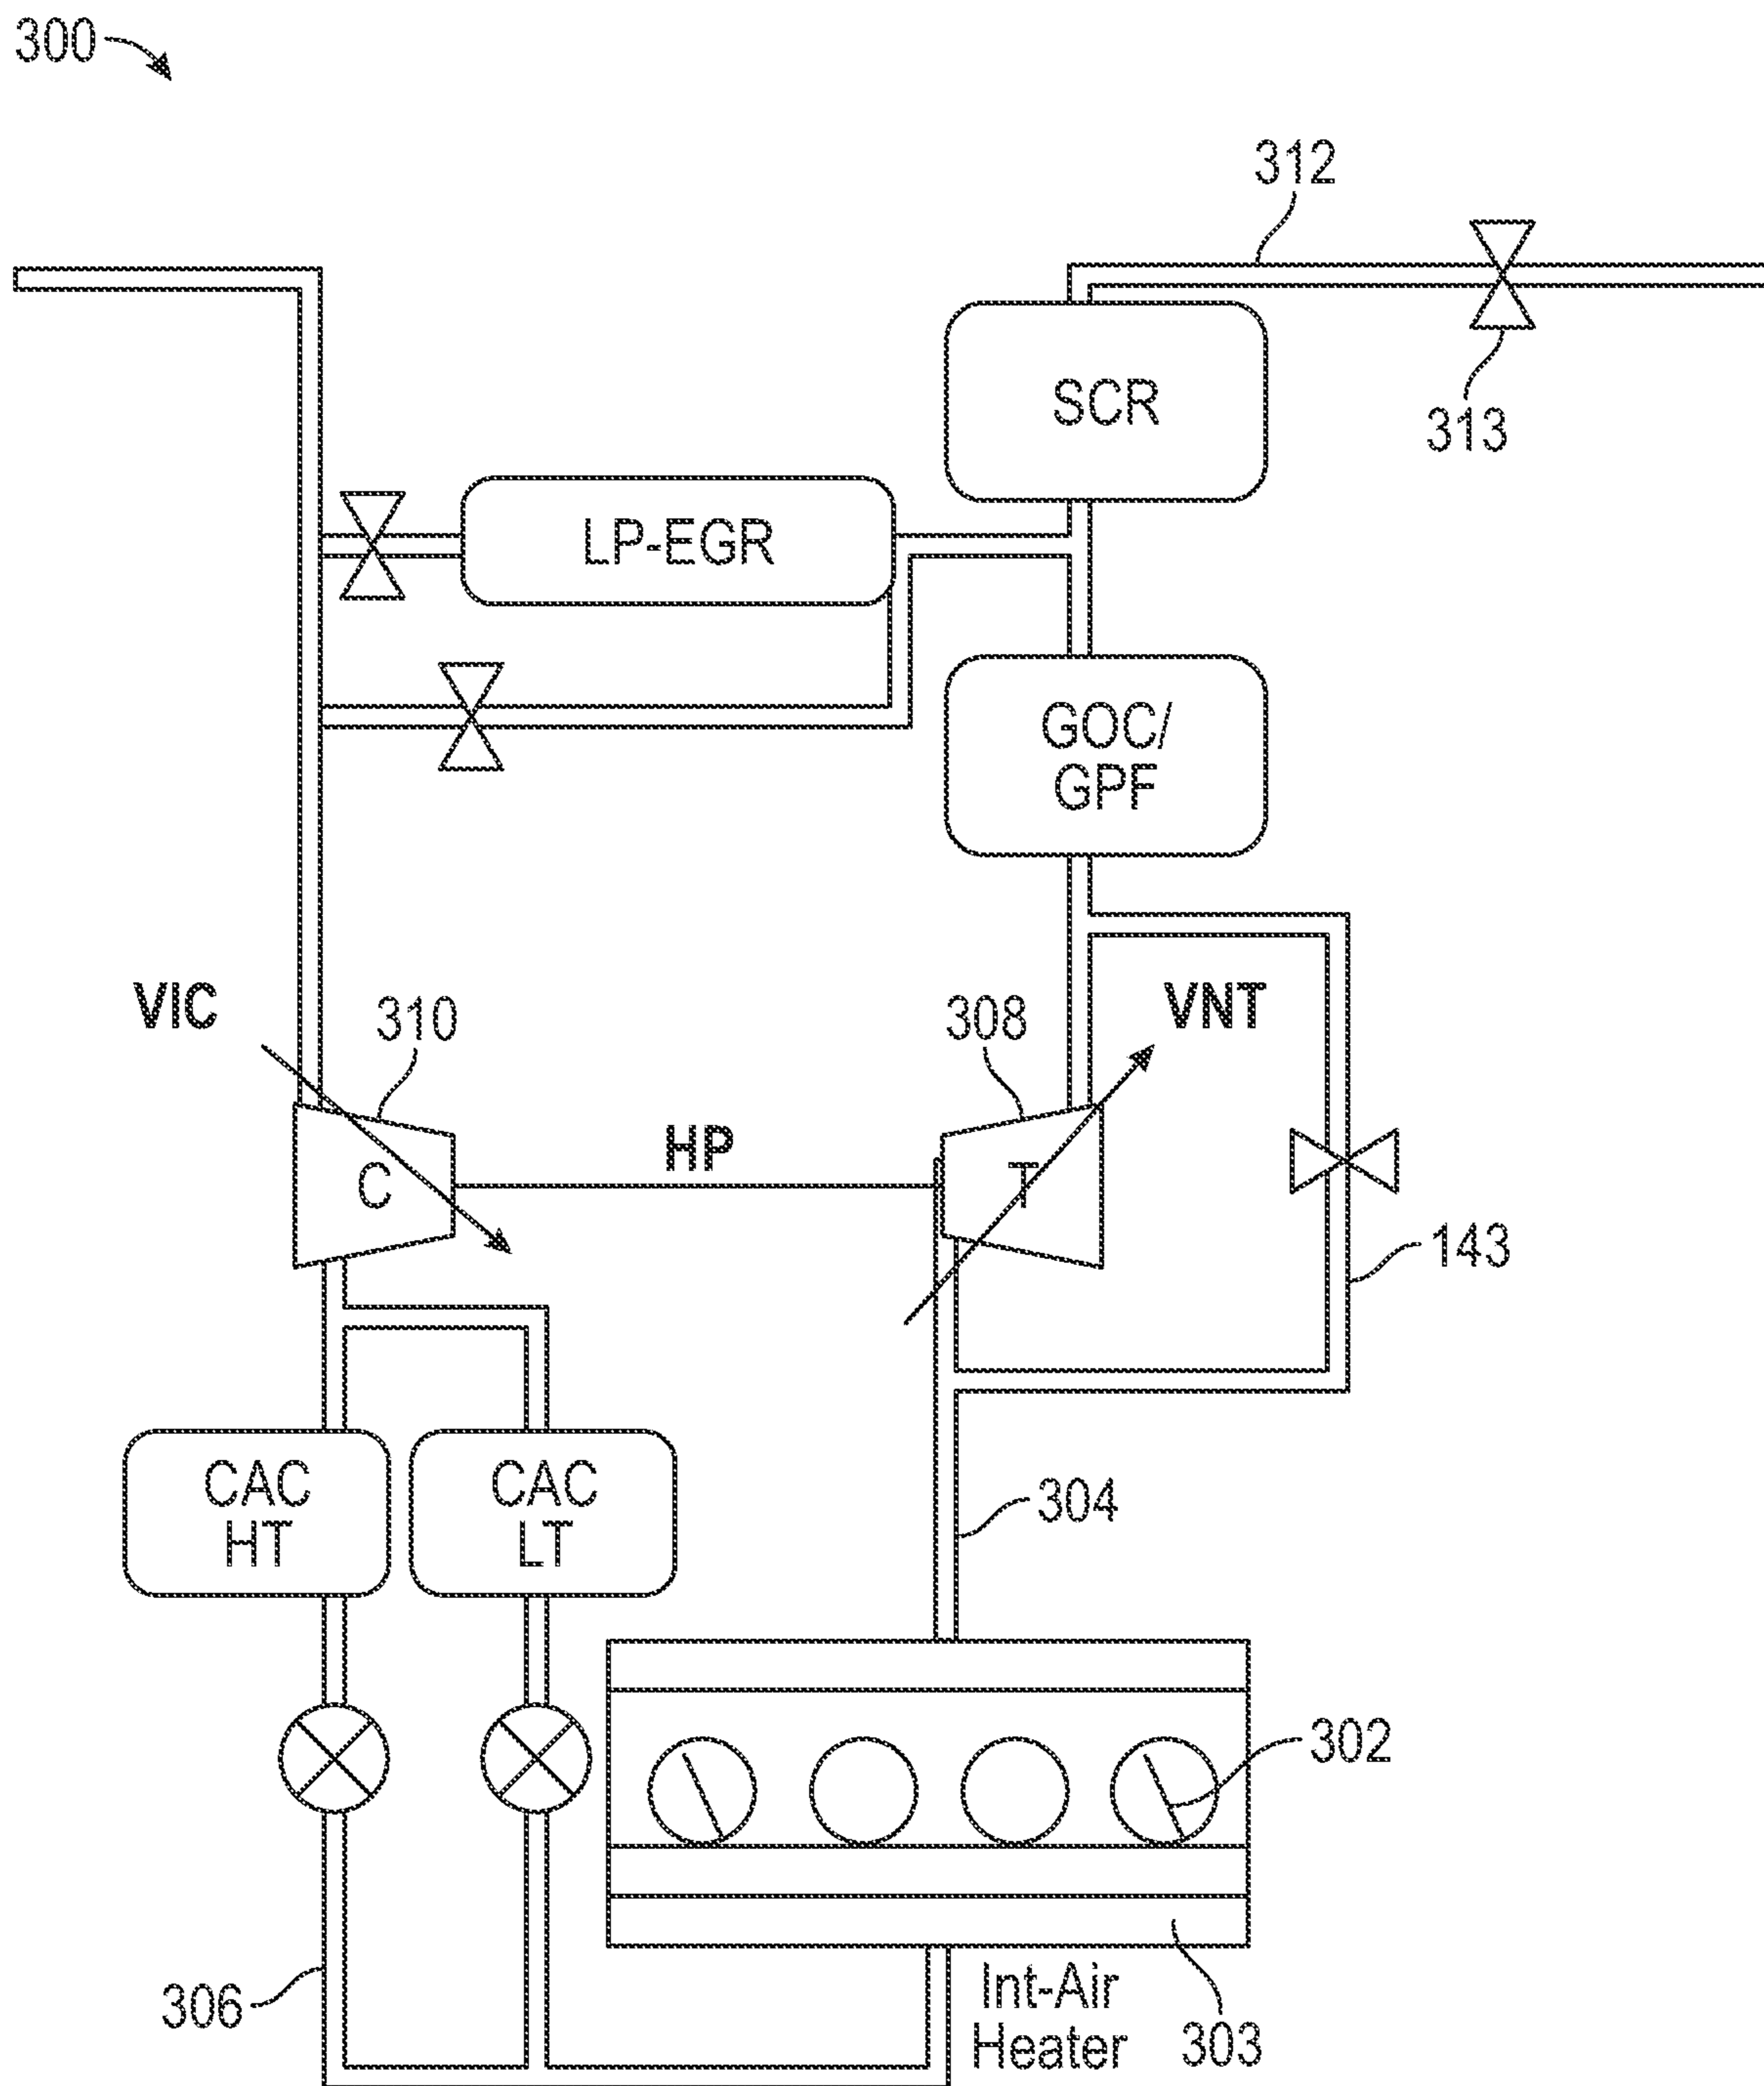 300
312
SCR
313
LP-EGR
GOC/
GPF
VIC
310
308
VNT
HP
C
T
143
CAC
HT
CAC
LT
304
302
306
Int-Air
Heater
303